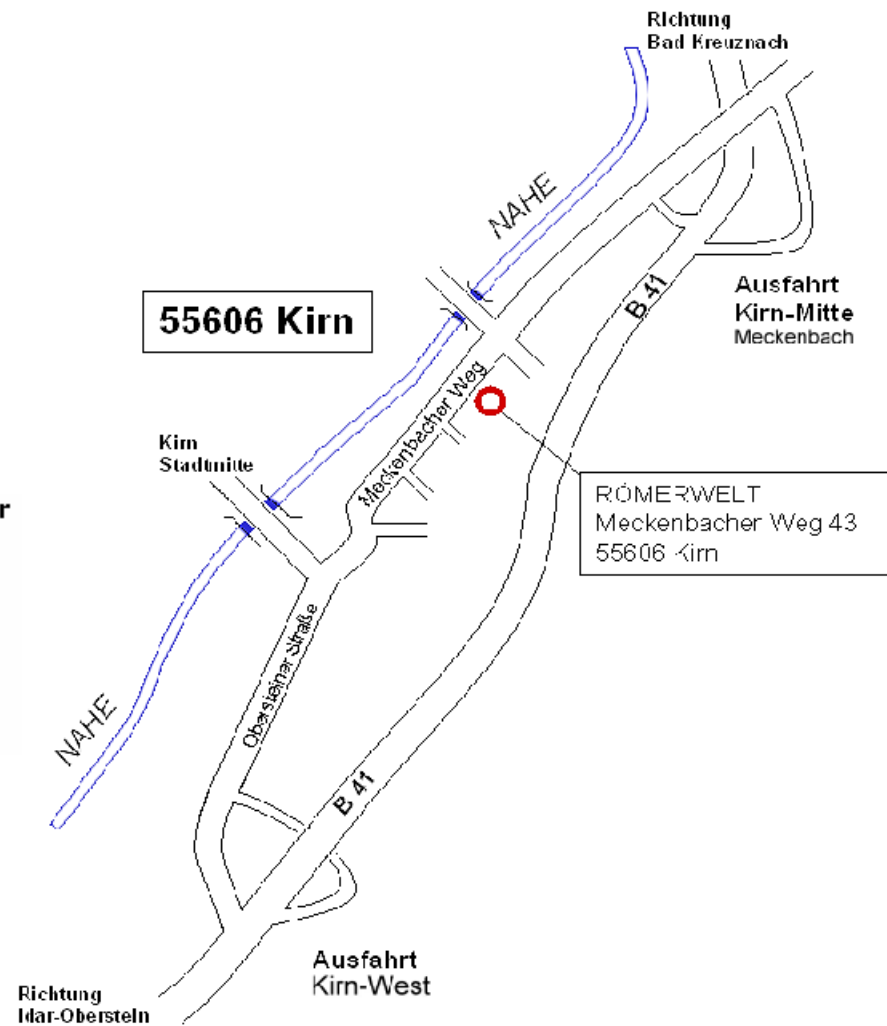 Richtung
Bad Kreuznach
NAHE
55606 Kirn
B 41
Ausfahrt
Kirn-Mitte
Meckenbach
Meckenbacher Weg
Kirn
Stadtmitte
r
RÖMERWELT
Meckenbacher Weg 43
55606 Kirn
Obersteiner Straße
NAHE
B 41
Ausfahrt
Kirn-West
Richtung
Idar-Oberstein